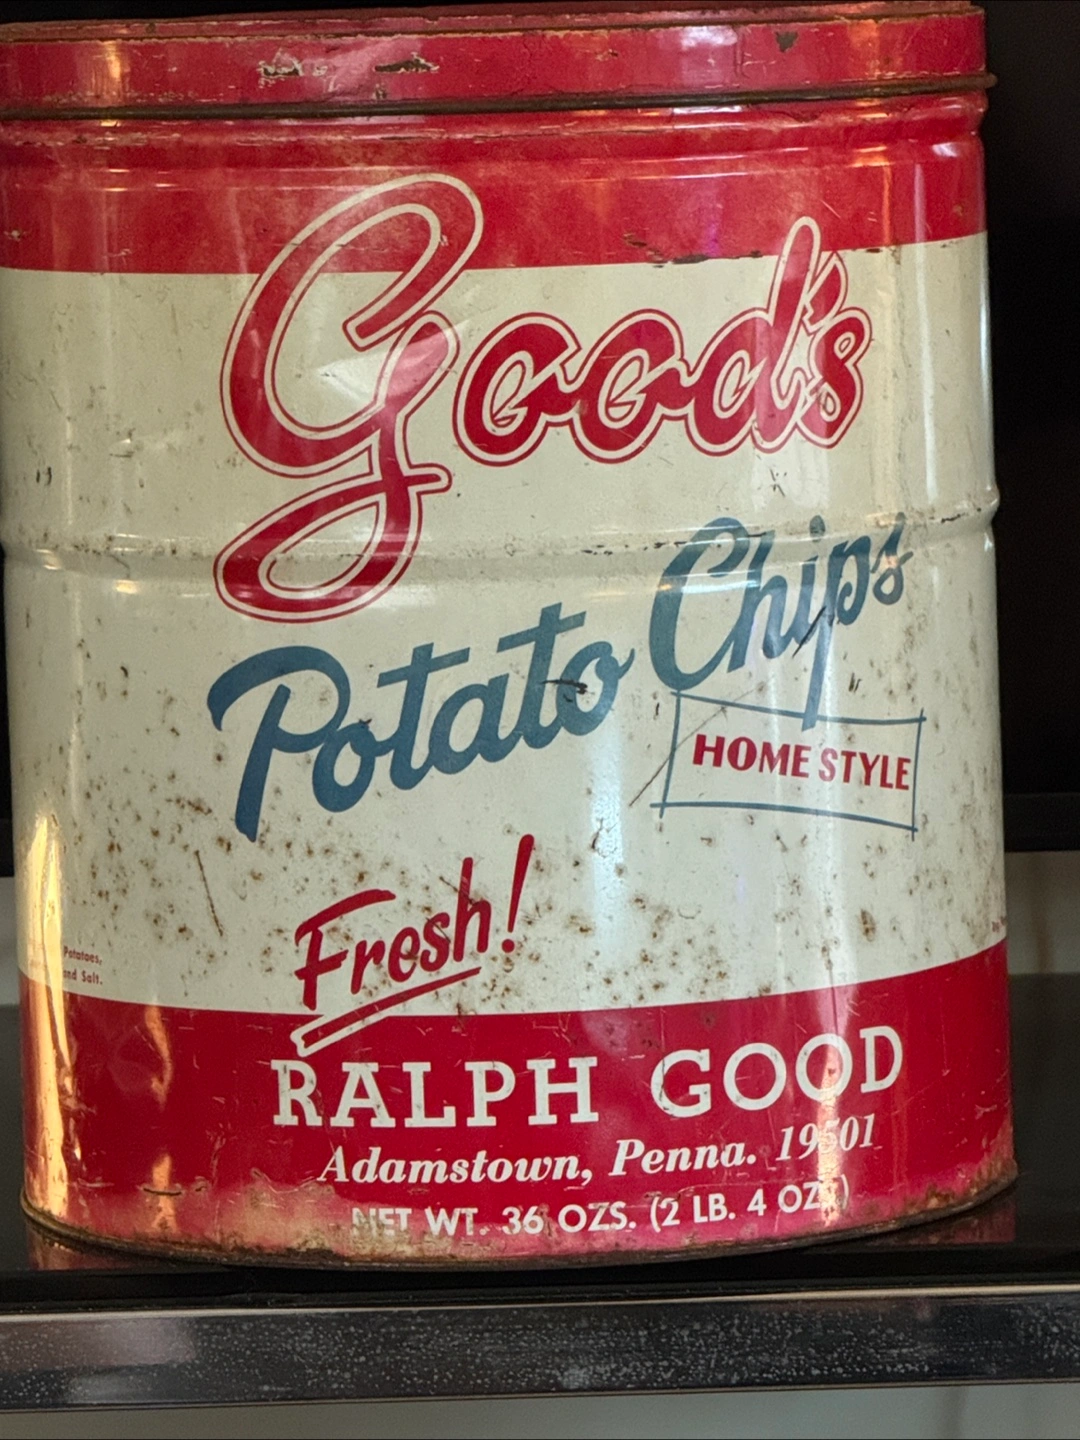 Good's
Potato Chips
HOME STYLE
Fresh!
Potatoes,
and Salt.
RALPH GOOD
Adamstown, Penna. 19501
NET WT. 36 OZS. (2 LB. 4 OZS.)